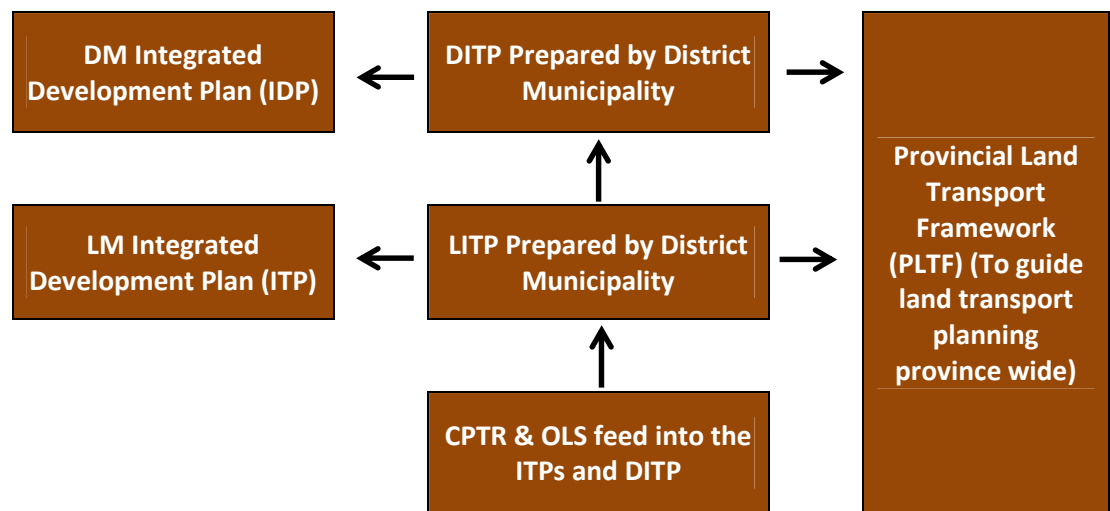 DM Integrated
Development Plan (IDP)
DITP Prepared by District
Municipality
LM Integrated
Development Plan (ITP)
LITP Prepared by District
Municipality
CPTR & OLS feed into the
ITPs and DITP
Provincial Land
Transport
Framework
(PLTF) (To guide
land transport
planning
province wide)